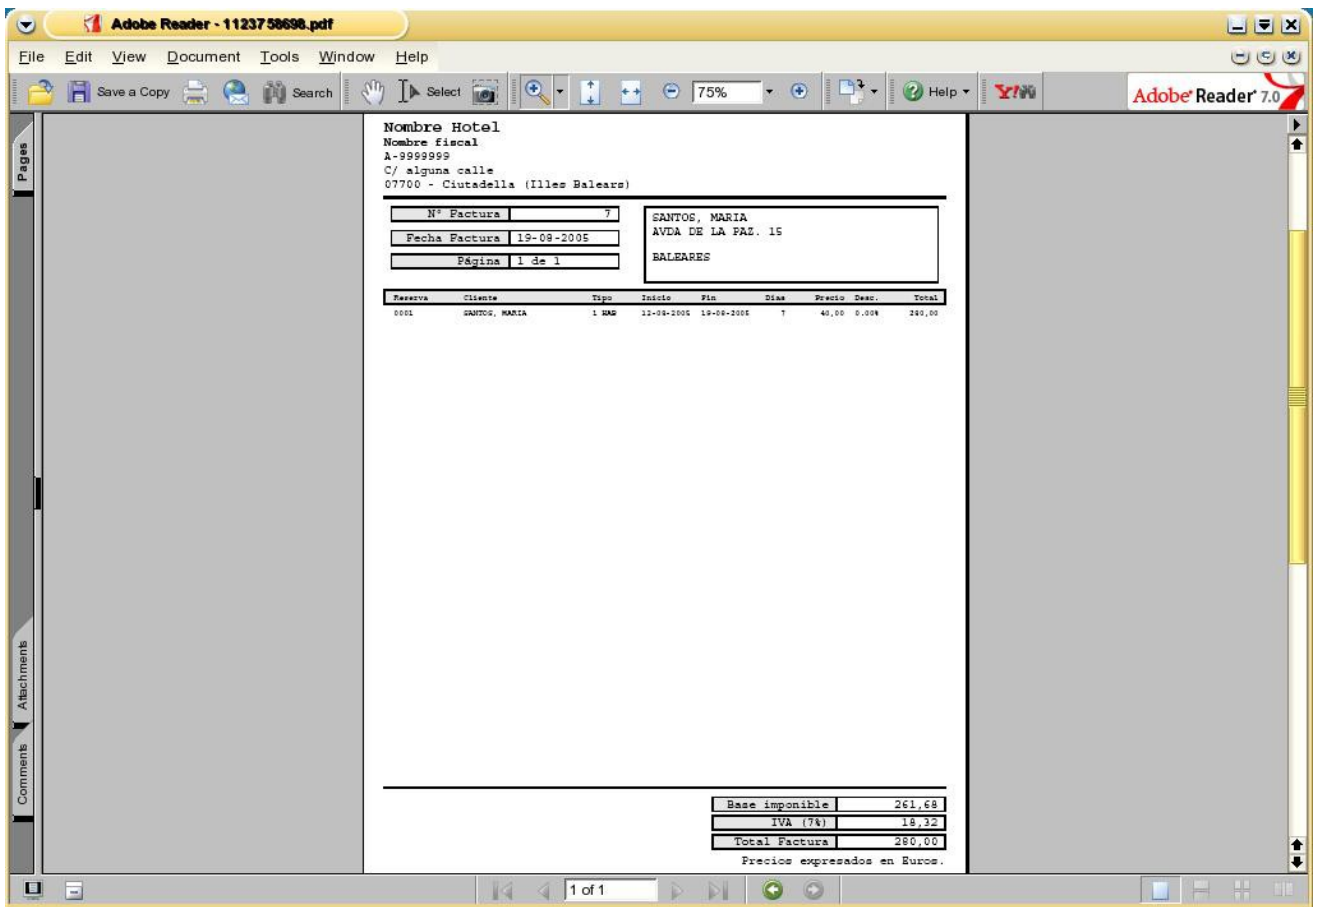 Adobe Reader - 1123758698.pdf
File Edit View Document Tools Window Help
Save a Copy Search Select 75% Help Y! Adobe Reader 7.0
Pages
Attachments
Comments
Nombre Hotel
Nombre fiscal
A-9999999
C/ alguna calle
07700 - Ciutadella (Illes Balears)
Nº Factura 7
Fecha Factura 19-08-2005
Página 1 de 1
SANTOS, MARIA
AVDA DE LA PAZ. 15
BALEARES
Reserva Cliente Tipo Inicio Fin Dias Precio Desc. Total
0001 SANTOS, MARIA 1 HAB 12-08-2005 19-08-2005 7 40,00 0.00% 280,00
Base imponible 261,68
IVA (7%) 18,32
Total Factura 280,00
Precios expresados en Euros.
1 of 1